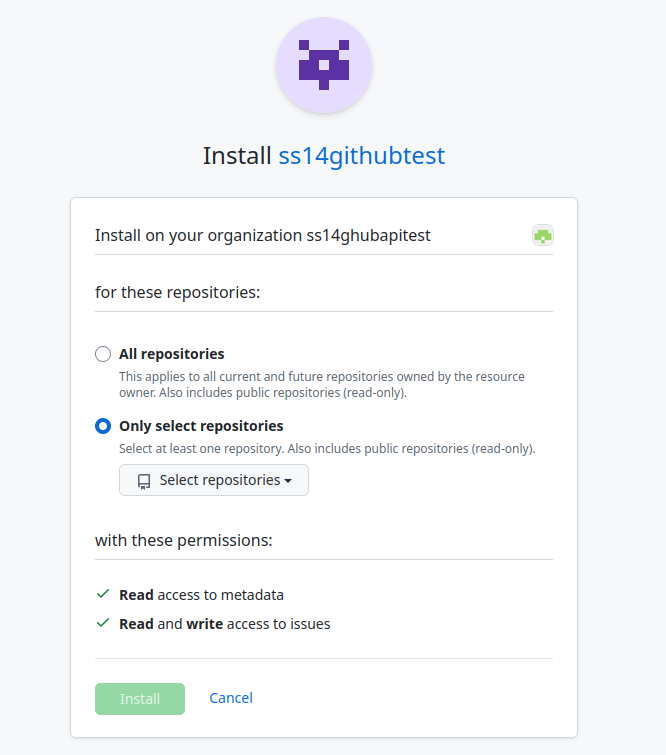 Install ss14githubtest
Install on your organization ss14ghubapitest
for these repositories:
All repositories
This applies to all current and future repositories owned by the resource
owner. Also includes public repositories (read-only).
Only select repositories
Select at least one repository. Also includes public repositories (read-only).
Select repositories
with these permissions:
Read access to metadata
Read and write access to issues
Install Cancel